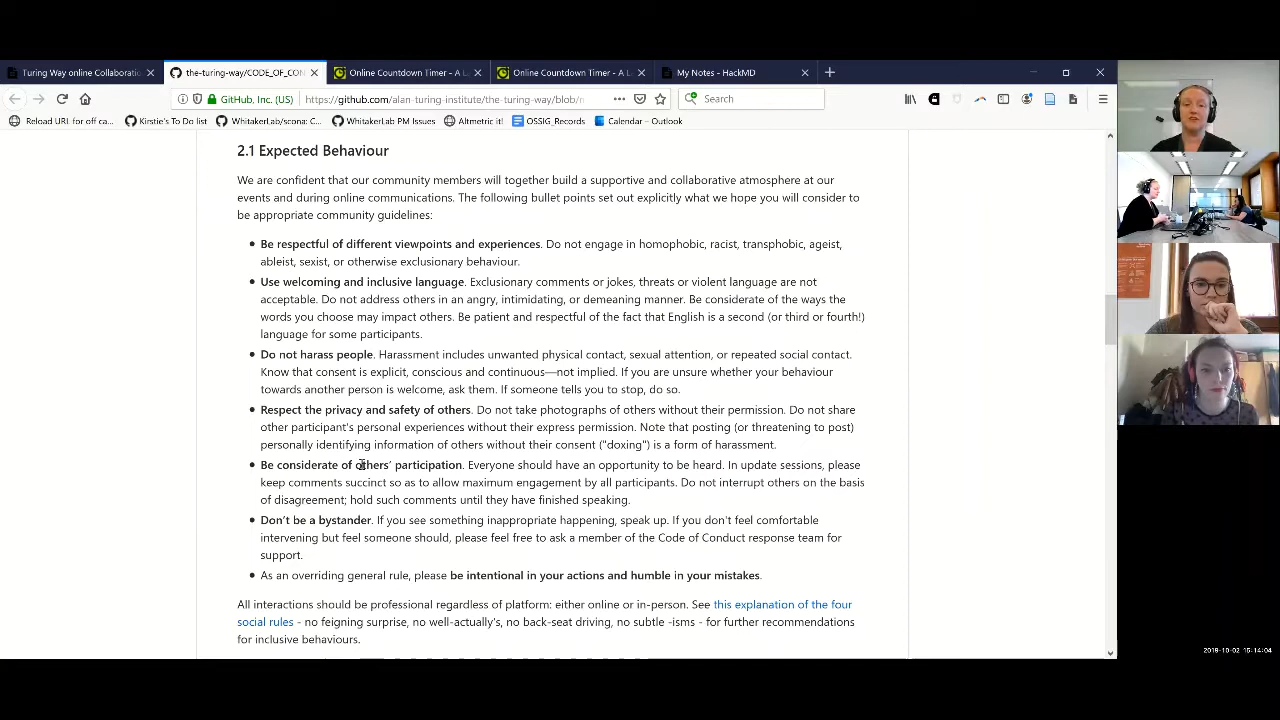 Turing Way online Collaboratio
the-turing-way/CODE_OF_CON
Online Countdown Timer - A La
Online Countdown Timer - A La
My Notes - HackMD
GitHub, Inc. (US)
https://github.com/alan-turing-institute/the-turing-way/blob/m
Search
Reload URL for off ca...
Kirstie's To Do list
WhitakerLab/scona: C...
WhitakerLab PM Issues
Altmetric it!
OSSIG_Records
Calendar – Outlook
2.1 Expected Behaviour
We are confident that our community members will together build a supportive and collaborative atmosphere at our
events and during online communications. The following bullet points set out explicitly what we hope you will consider to
be appropriate community guidelines:
• Be respectful of different viewpoints and experiences. Do not engage in homophobic, racist, transphobic, ageist,
ableist, sexist, or otherwise exclusionary behaviour.
• Use welcoming and inclusive language. Exclusionary comments or jokes, threats or violent language are not
acceptable. Do not address others in an angry, intimidating, or demeaning manner. Be considerate of the ways the
words you choose may impact others. Be patient and respectful of the fact that English is a second (or third or fourth!)
language for some participants.
• Do not harass people. Harassment includes unwanted physical contact, sexual attention, or repeated social contact.
Know that consent is explicit, conscious and continuous—not implied. If you are unsure whether your behaviour
towards another person is welcome, ask them. If someone tells you to stop, do so.
• Respect the privacy and safety of others. Do not take photographs of others without their permission. Do not share
other participant's personal experiences without their express permission. Note that posting (or threatening to post)
personally identifying information of others without their consent ("doxing") is a form of harassment.
• Be considerate of others' participation. Everyone should have an opportunity to be heard. In update sessions, please
keep comments succinct so as to allow maximum engagement by all participants. Do not interrupt others on the basis
of disagreement; hold such comments until they have finished speaking.
• Don't be a bystander. If you see something inappropriate happening, speak up. If you don't feel comfortable
intervening but feel someone should, please feel free to ask a member of the Code of Conduct response team for
support.
• As an overriding general rule, please be intentional in your actions and humble in your mistakes.
All interactions should be professional regardless of platform: either online or in-person. See this explanation of the four
social rules - no feigning surprise, no well-actually's, no back-seat driving, no subtle -isms - for further recommendations
for inclusive behaviours.
2019-10-02 15:14:04